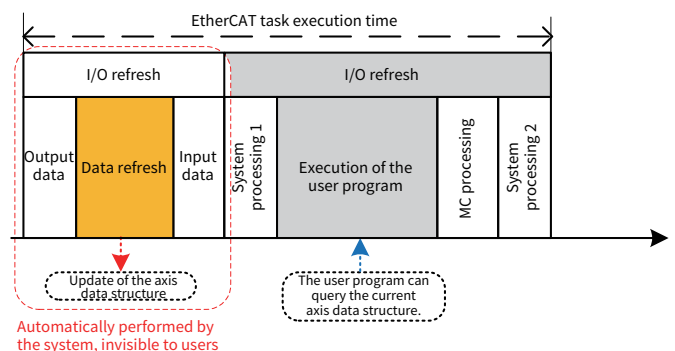 EtherCAT task execution time
I/O refresh
I/O refresh
Output
data
Data refresh
Input
data
System
processing 1
Execution of the
user program
MC processing
System
processing 2
Update of the axis
data structure
The user program can
query the current
axis data structure.
Automatically performed by
the system, invisible to users